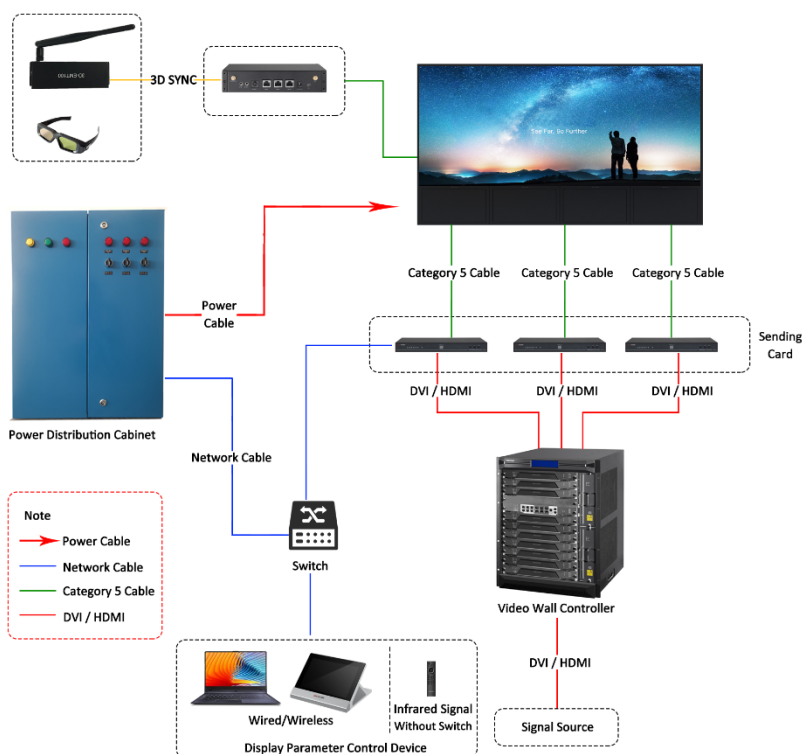 3D-EMT100
3D SYNC
See Far, Go Further
Category 5 Cable
Category 5 Cable
Category 5 Cable
Power
Cable
Sending
Card
DVI / HDMI
DVI / HDMI
DVI / HDMI
Power Distribution Cabinet
Network Cable
Note
Power Cable
Network Cable
Category 5 Cable
DVI / HDMI
Switch
Video Wall Controller
DVI / HDMI
Wired/Wireless
Infrared Signal
Without Switch
Display Parameter Control Device
Signal Source